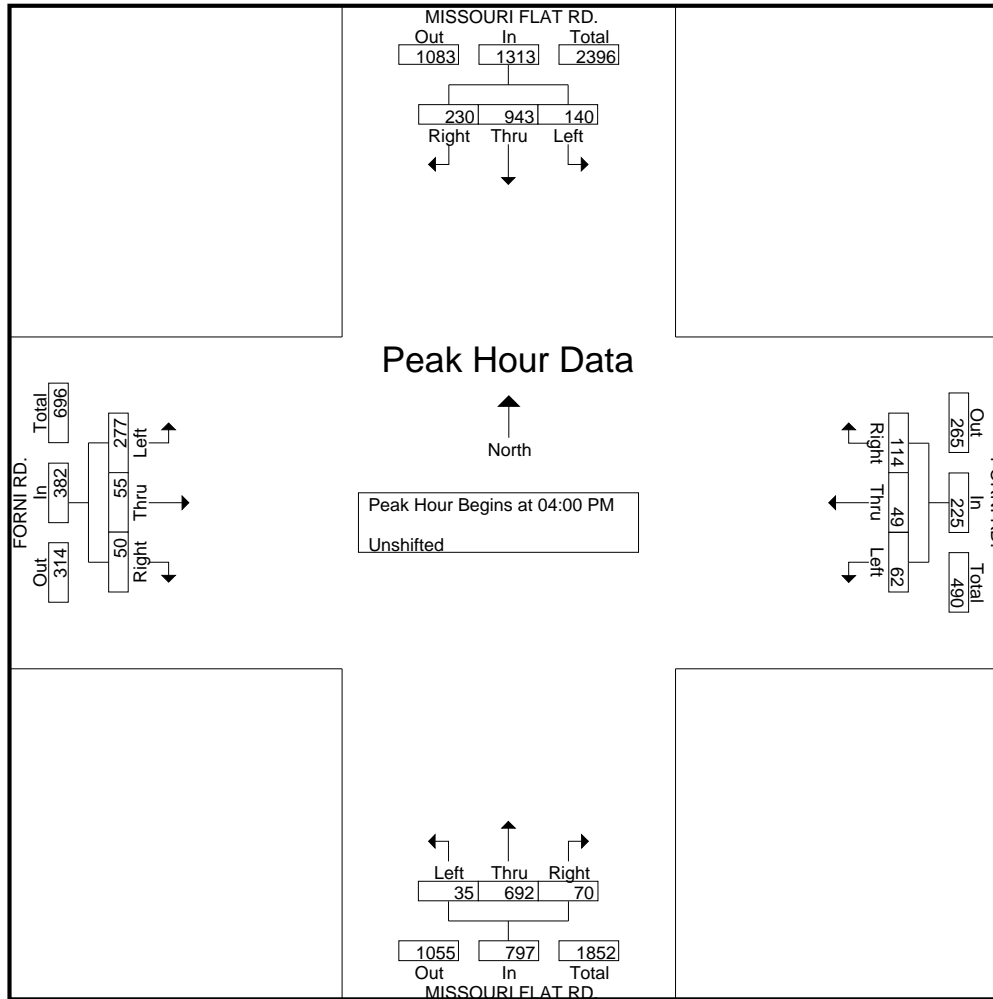 MISSOURI FLAT RD.
Out In Total
1083 1313 2396
230 943 140
Right Thru Left
Peak Hour Data
North
Peak Hour Begins at 04:00 PM
Unshifted
FORNI RD.
Total In Out
696 382 314
277 55 50
Left Thru Right
Right Thru Left
114 49 62
Out In Total
265 225 490
Left Thru Right
35 692 70
1055 797 1852
Out In Total
MISSOURI FLAT RD.